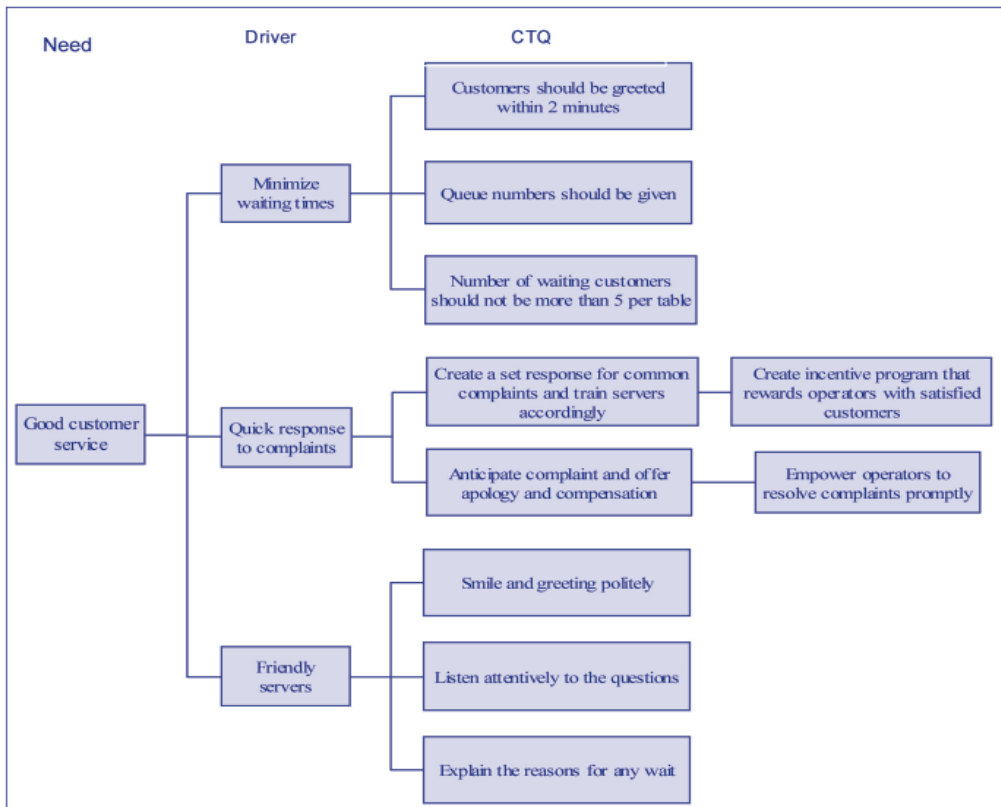 Need
Driver
CTQ
Customers should be greeted
within 2 minutes
Minimize
waiting times
Queue numbers should be given
Number of waiting customers
should not be more than 5 per table
Good customer
service
Quick response
to complaints
Create a set response for common
complaints and train servers
accordingly
Create incentive program that
rewards operators with satisfied
customers
Anticipate complaint and offer
apology and compensation
Empower operators to
resolve complaints promptly
Friendly
servers
Smile and greeting politely
Listen attentively to the questions
Explain the reasons for any wait